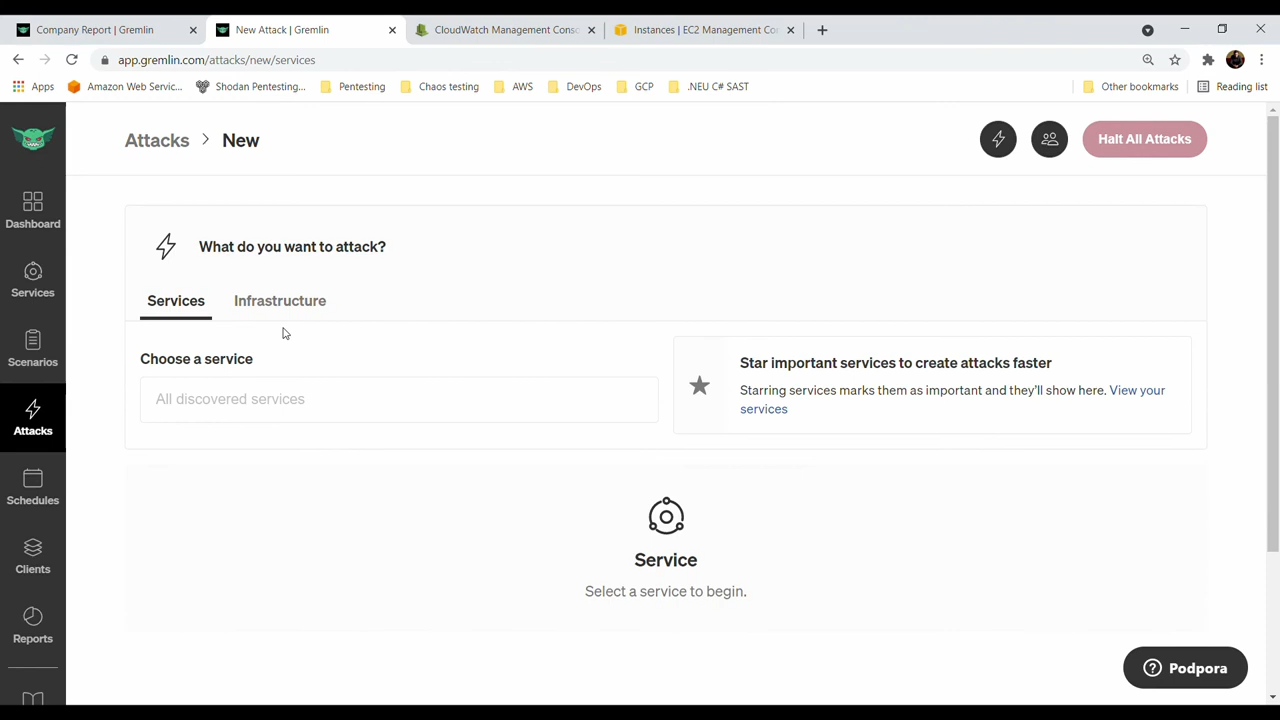 Company Report | Gremlin
New Attack | Gremlin
CloudWatch Management Consc
Instances | EC2 Management Co
app.gremlin.com/attacks/new/services
Apps
Amazon Web Servic...
Shodan Pentesting...
Pentesting
Chaos testing
AWS
DevOps
GCP
.NEU C# SAST
Other bookmarks
Reading list
Attacks > New
Halt All Attacks
Dashboard
Services
Scenarios
Attacks
Schedules
Clients
Reports
What do you want to attack?
Services
Infrastructure
Choose a service
All discovered services
Star important services to create attacks faster
Starring services marks them as important and they'll show here. View your
services
Service
Select a service to begin.
Podpora